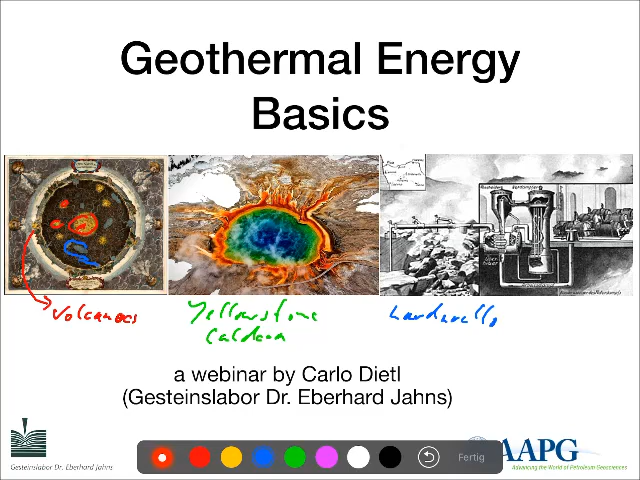 Geothermal Energy
Basics
Volcanoes
Yellowstone
Caldera
Larderello
a webinar by Carlo Dietl
(Gesteinslabor Dr. Eberhard Jahns)
Gesteinslabor Dr. Eberhard Jahns
Fertig
AAPG
Advancing the World of Petroleum Geosciences